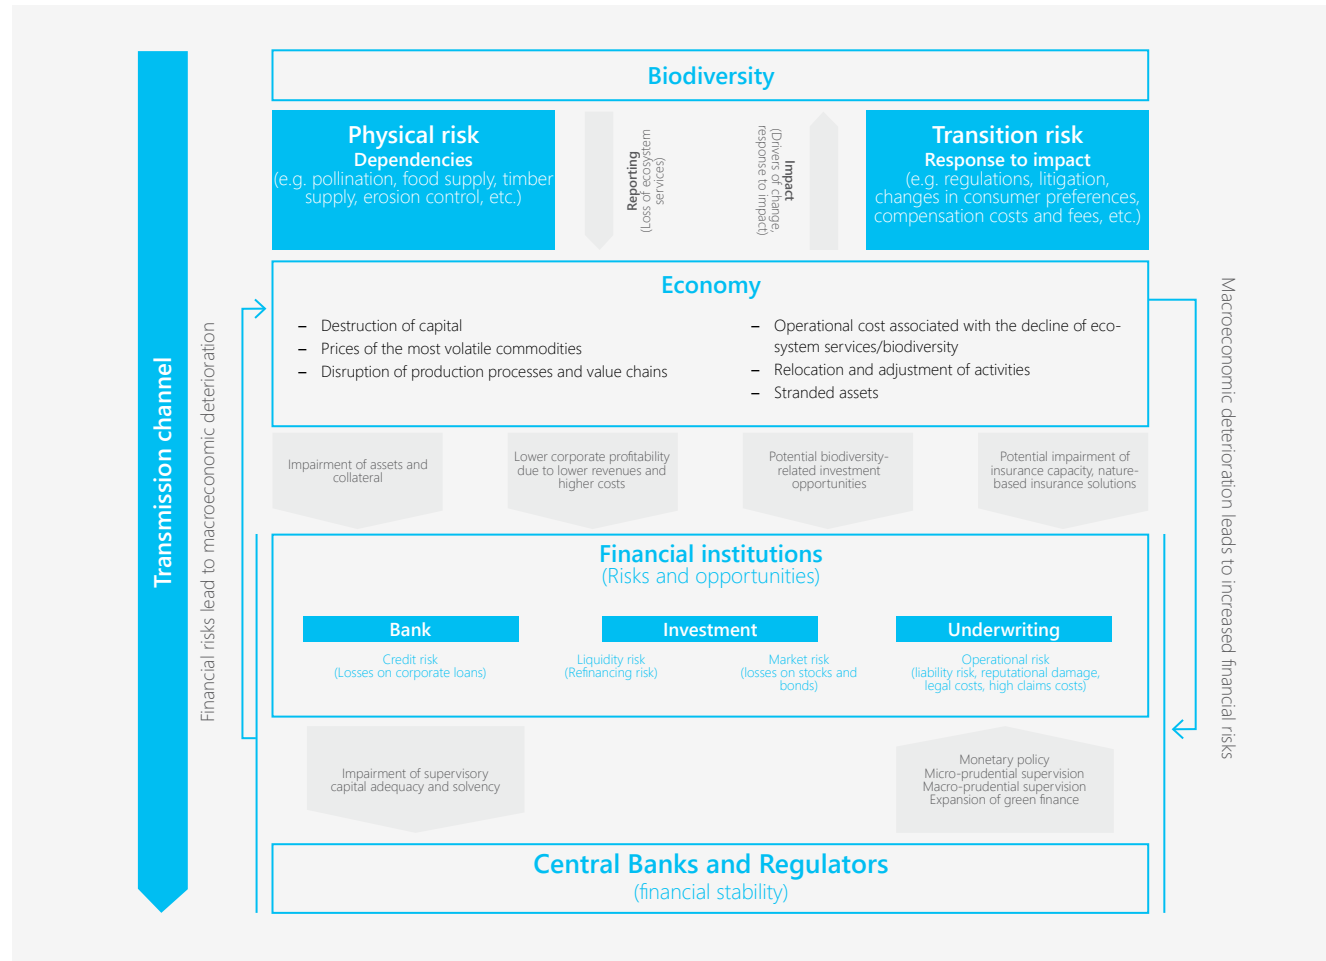 Biodiversity
Physical risk
Dependencies
(e.g. pollination, food supply, timber
supply, erosion control, etc.)
Reporting
(Loss of ecosystem
services)
Impact
(Drivers of change,
response to impact)
Transition risk
Response to impact
(e.g. regulations, litigation,
changes in consumer preferences,
compensation costs and fees, etc.)
Transmission channel
Financial risks lead to macroeconomic deterioration
Economy
– Destruction of capital
– Prices of the most volatile commodities
– Disruption of production processes and value chains
– Operational cost associated with the decline of eco-
system services/biodiversity
– Relocation and adjustment of activities
– Stranded assets
Macroeconomic deterioration leads to increased financial risks
Impairment of assets and
collateral
Lower corporate profitability
due to lower revenues and
higher costs
Potential biodiversity-
related investment
opportunities
Potential impairment of
insurance capacity, nature-
based insurance solutions
Financial institutions
(Risks and opportunities)
Bank
Credit risk
(Losses on corporate loans)
Investment
Liquidity risk
(Refinancing risk)
Market risk
(losses on stocks and
bonds)
Underwriting
Operational risk
(liability risk, reputational damage,
legal costs, high claims costs)
Impairment of supervisory
capital adequacy and solvency
Monetary policy
Micro-prudential supervision
Macro-prudential supervision
Expansion of green finance
Central Banks and Regulators
(financial stability)